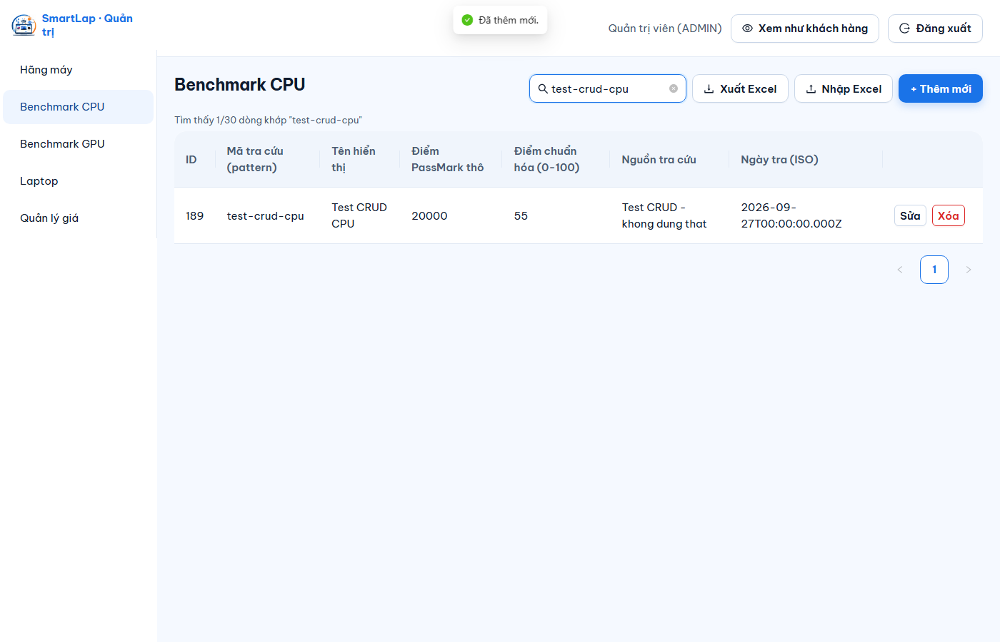 SmartLap · Quản
trị
Đã thêm mới.
Quản trị viên (ADMIN)
Xem như khách hàng
Đăng xuất
Hãng máy
Benchmark CPU
Benchmark GPU
Laptop
Quản lý giá
Benchmark CPU
test-crud-cpu
Xuất Excel
Nhập Excel
+ Thêm mới
Tìm thấy 1/30 dòng khớp "test-crud-cpu"
ID
Mã tra cứu
(pattern)
Tên hiển
thị
Điểm
PassMark thô
Điểm chuẩn
hóa (0-100)
Nguồn tra cứu
Ngày tra (ISO)
189
test-crud-cpu
Test CRUD
CPU
20000
55
Test CRUD -
khong dung that
2026-09-
27T00:00:00.000Z
Sửa
Xóa
1